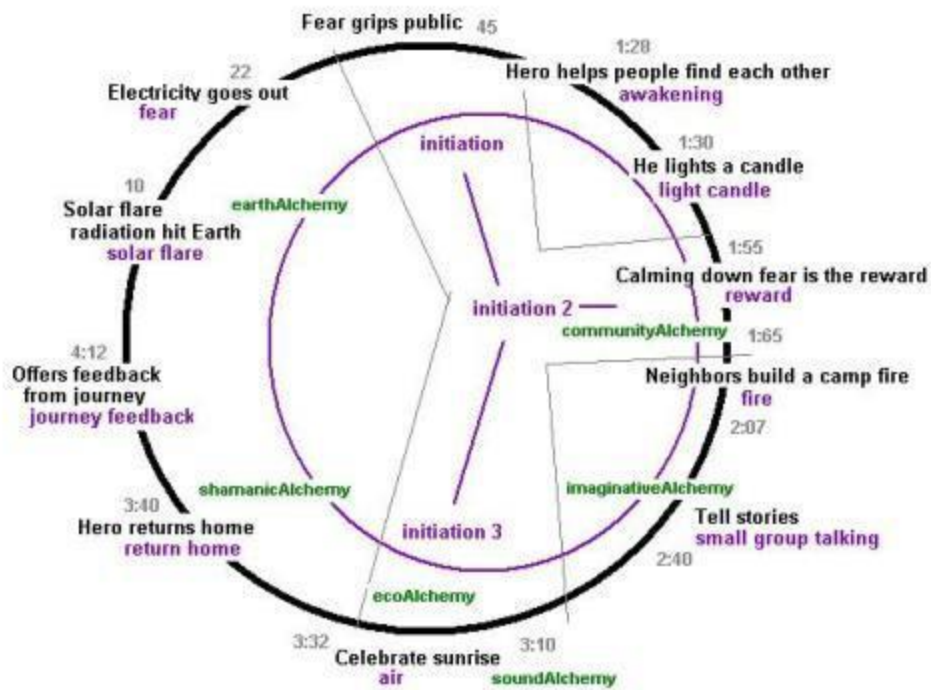 Fear grips public
45
1:28
Hero helps people find each other
awakening
22
Electricity goes out
fear
initiation
1:30
He lights a candle
light candle
10
Solar flare
radiation hit Earth
solar flare
earthAlchemy
1:55
Calming down fear is the reward
reward
initiation 2
communityAlchemy
1:65
4:12
Offers feedback
from journey
journey feedback
Neighbors build a camp fire
fire
2:07
shamanicAlchemy
imaginativeAlchemy
3:40
Hero returns home
return home
initiation 3
Tell stories
small group talking
2:40
ecoAlchemy
3:32
Celebrate sunrise
air
3:10
soundAlchemy